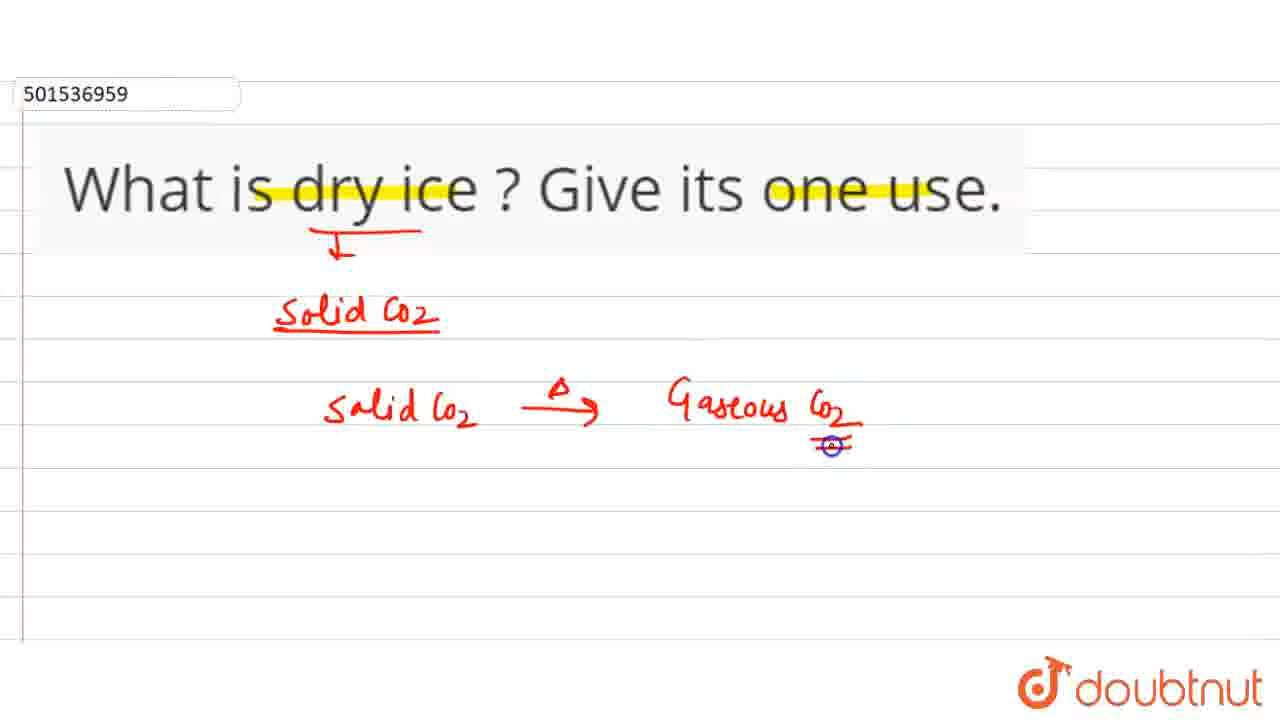 501536959
What is dry ice ? Give its one use.
Solid CO2
Solid CO2 Δ→ Gaseous CO2
doubtnut